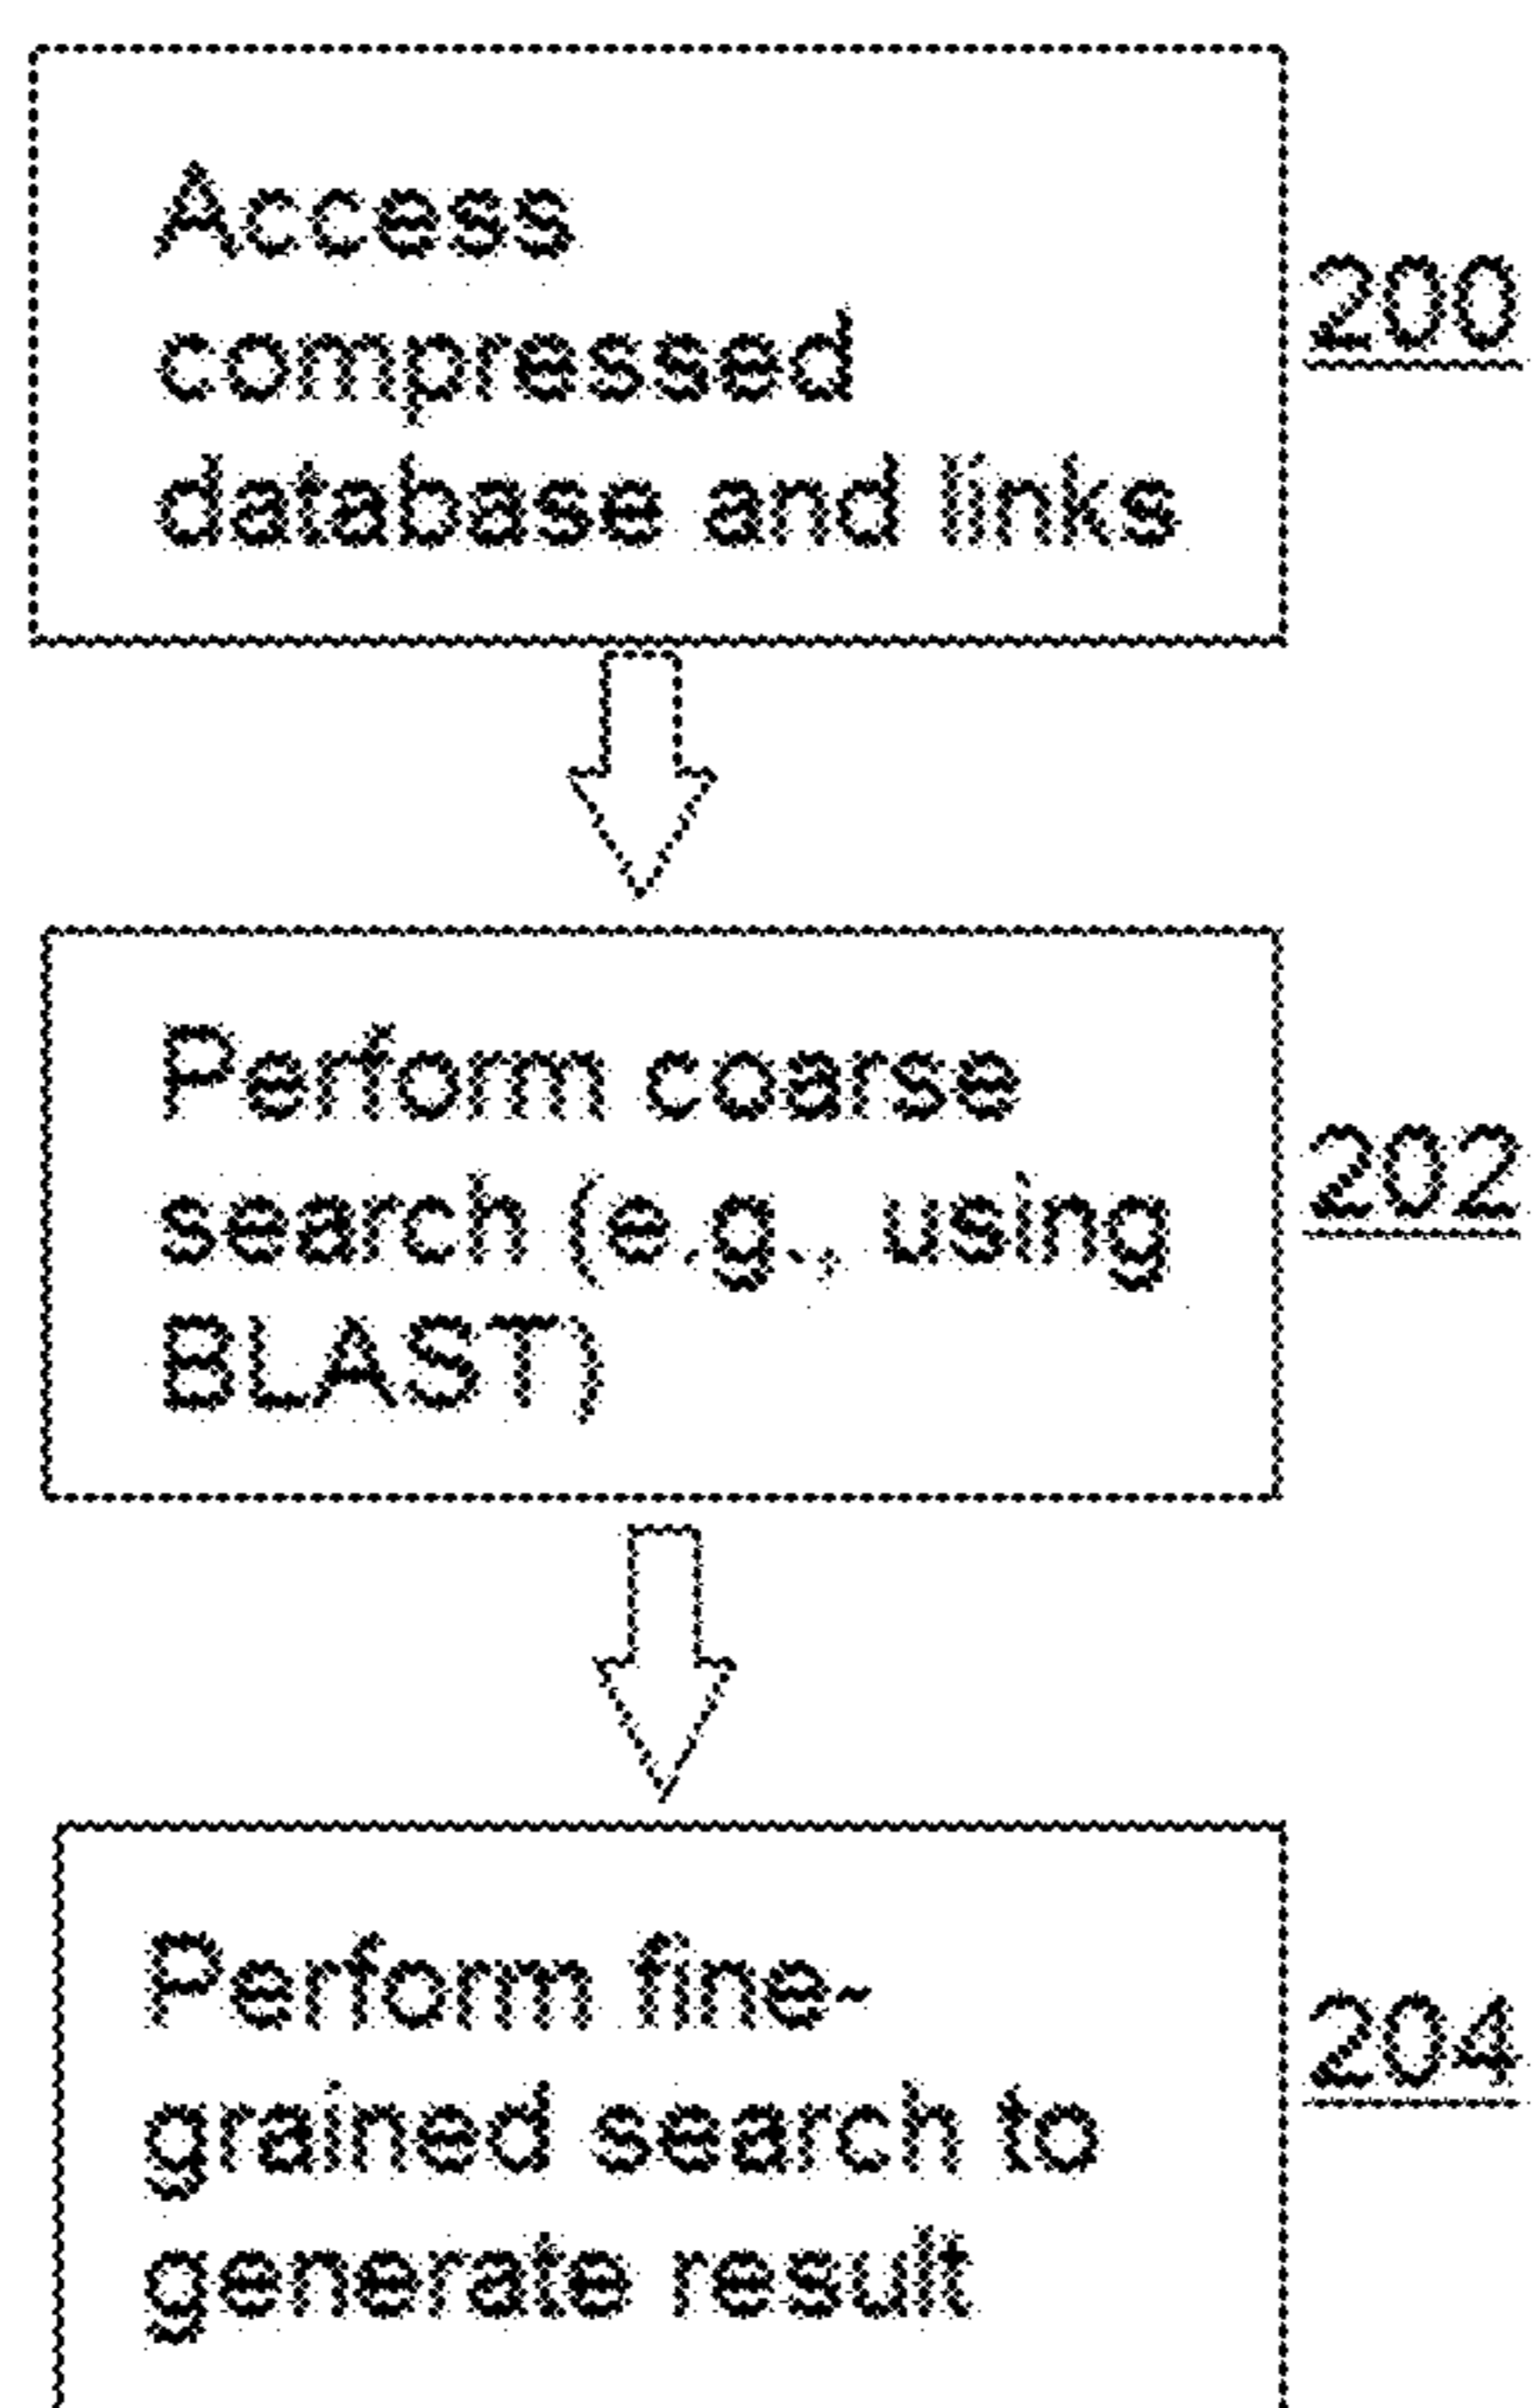 Access
compressed
database and links
200
Perform coarse
search (e.g., using
BLAST)
202
Perform fine-
grained search to
generate result
204